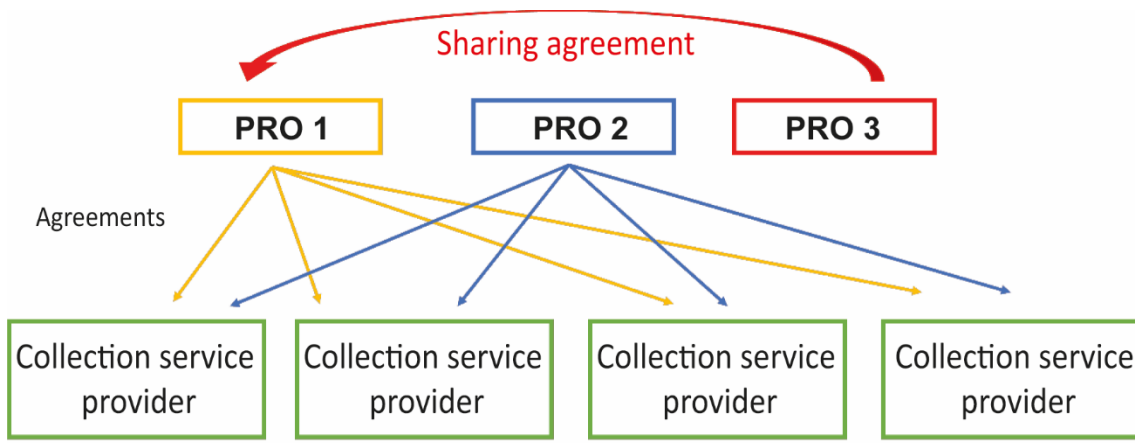 Sharing agreement
PRO 1
PRO 2
PRO 3
Agreements
Collection service
provider
Collection service
provider
Collection service
provider
Collection service
provider